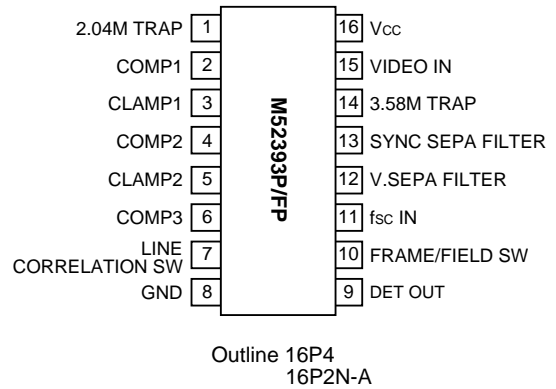 2.04M TRAP 1
COMP1 2
CLAMP1 3
COMP2 4
CLAMP2 5
COMP3 6
LINE
CORRELATION SW 7
GND 8
M52393P/FP
16 Vcc
15 VIDEO IN
14 3.58M TRAP
13 SYNC SEPA FILTER
12 V.SEPA FILTER
11 fsc IN
10 FRAME/FIELD SW
9 DET OUT
Outline 16P4
16P2N-A